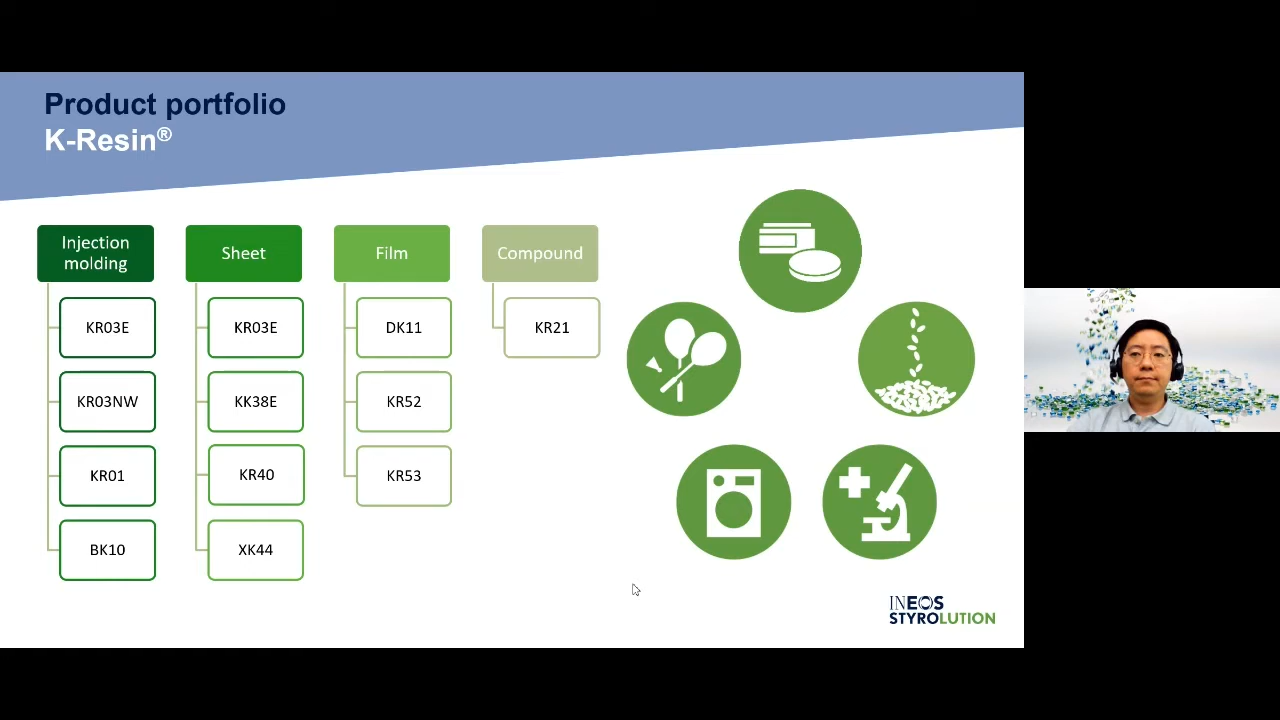 Product portfolio
K-Resin®
Injection
molding
KR03E
KR03NW
KR01
BK10
Sheet
KR03E
KK38E
KR40
XK44
Film
DK11
KR52
KR53
Compound
KR21
INEOS
STYROLUTION